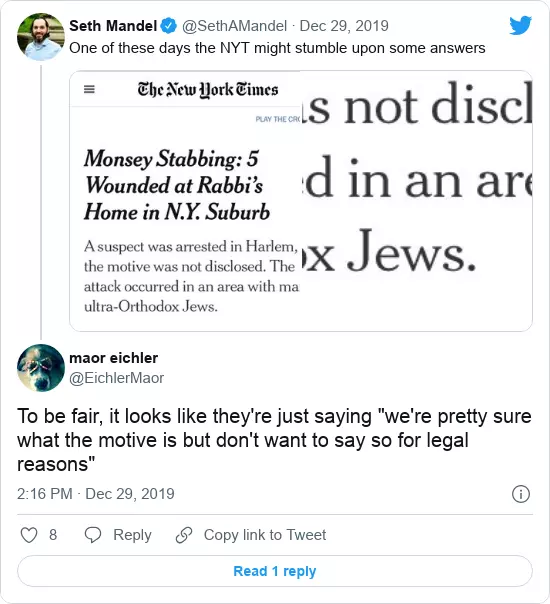 Seth Mandel @SethAMandel · Dec 29, 2019
One of these days the NYT might stumble upon some answers
The New York Times
PLAY THE
Monsey Stabbing: 5
Wounded at Rabbi's
Home in N.Y. Suburb
A suspect was arrested in Harlem,
the motive was not disclosed. The
attack occurred in an area with
ultra-Orthodox Jews.
s not
d in an
x Jews.
maor eichler
@EichlerMaor
To be fair, it looks like they're just saying "we're pretty sure
what the motive is but don't want to say so for legal
reasons"
2:16 PM · Dec 29, 2019
8 Reply Copy link to Tweet
Read 1 reply